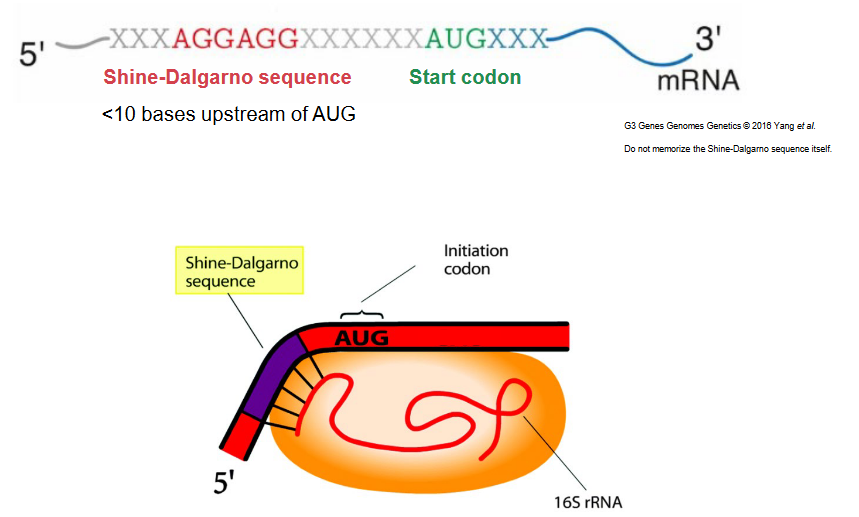 5' XXXAGGAGGXXXXXXAUGXXX 3'
Shine-Dalgarno sequence Start codon mRNA
<10 bases upstream of AUG
G3 Genes Genomes Genetics © 2016 Yang et al.
Do not memorize the Shine-Dalgarno sequence itself.
Initiation
codon
Shine-Dalgarno
sequence
AUG
5'
16S rRNA